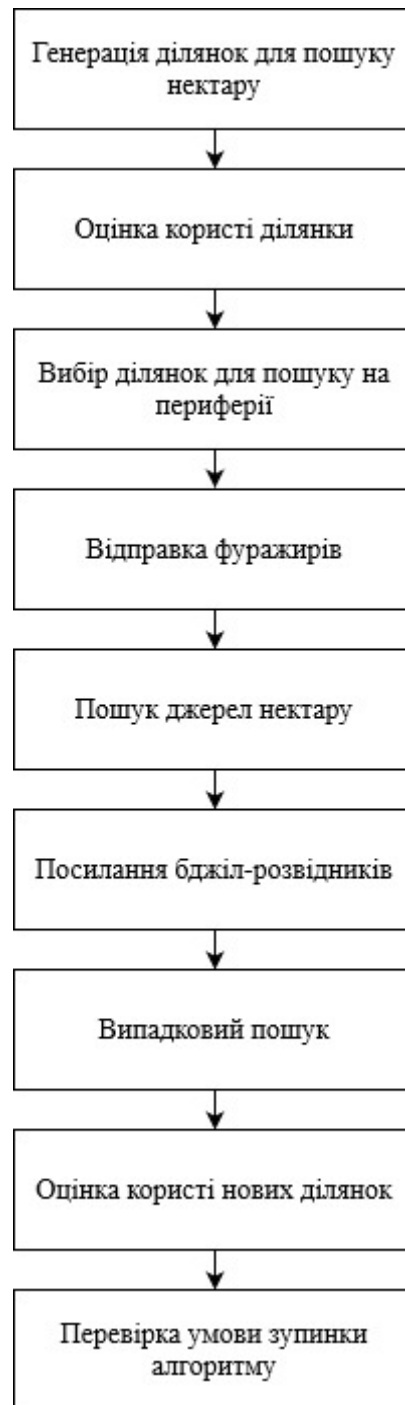 Генерація ділянок для пошуку
нектару
Оцінка користі ділянки
Вибір ділянок для пошуку на
периферії
Відправка фуражирів
Пошук джерел нектару
Посилання бджіл-розвідників
Випадковий пошук
Оцінка користі нових ділянок
Перевірка умови зупинки
алгоритму